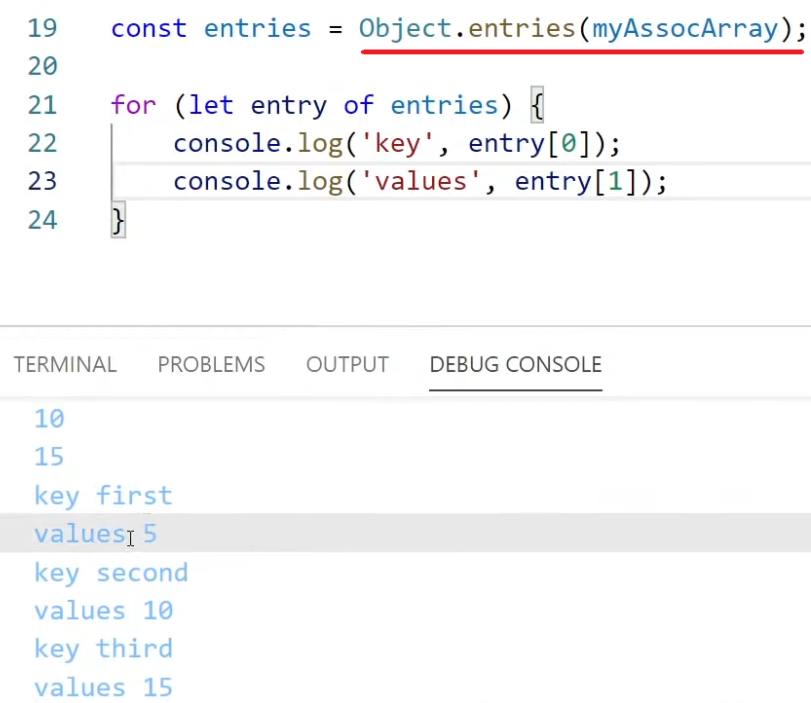 19 const entries = Object.entries(myAssocArray);
20
21 for (let entry of entries) {
22 console.log('key', entry[0]);
23 console.log('values', entry[1]);
24 }
TERMINAL PROBLEMS OUTPUT DEBUG CONSOLE
10
15
key first
values 5
key second
values 10
key third
values 15